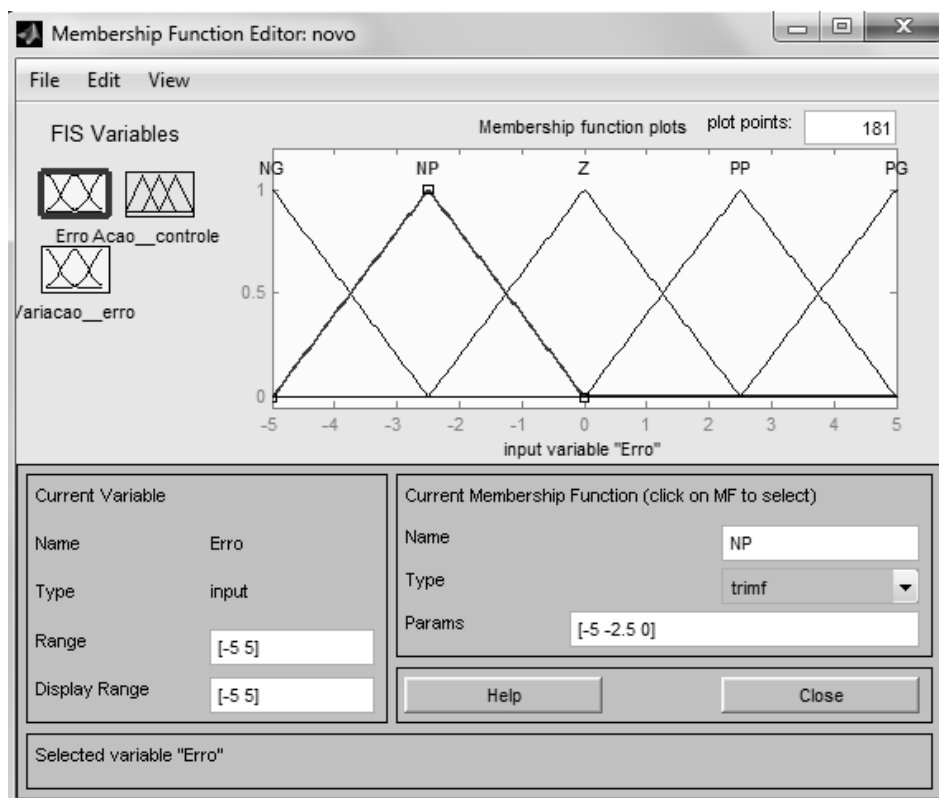 Membership Function Editor: novo
File Edit View
FIS Variables
Erro Acao__controle
Variacao__erro
Membership function plots plot points: 181
NG NP Z PP PG
1
0.5
0
-5 -4 -3 -2 -1 0 1 2 3 4 5
input variable "Erro"
Current Variable
Name Erro
Type input
Range [-5 5]
Display Range [-5 5]
Current Membership Function (click on MF to select)
Name NP
Type trimf
Params [-5 -2.5 0]
Help Close
Selected variable "Erro"